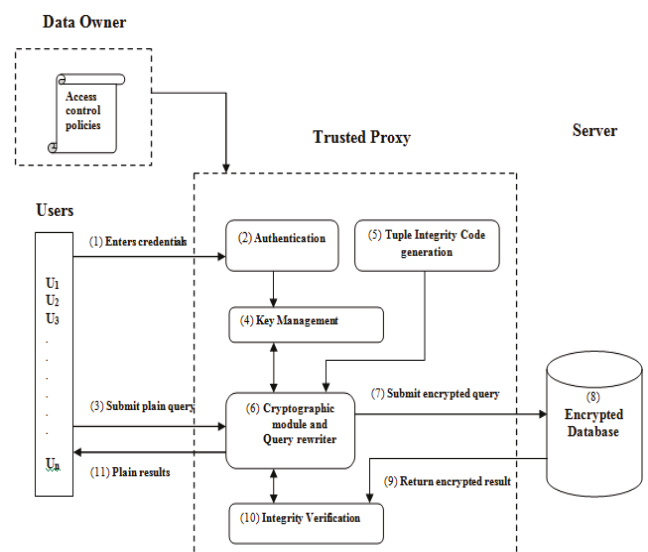 Data Owner
Access
control
policies
Trusted Proxy
Server
Users
(1) Enters credentials
(2) Authentication
(5) Tuple Integrity Code
generation
U1
U2
U3
.
.
.
.
.
.
Un
(4) Key Management
(3) Submit plain query
(6) Cryptographic
module and
Query rewriter
(7) Submit encrypted query
(8)
Encrypted
Database
(11) Plain results
(9) Return encrypted result
(10) Integrity Verification